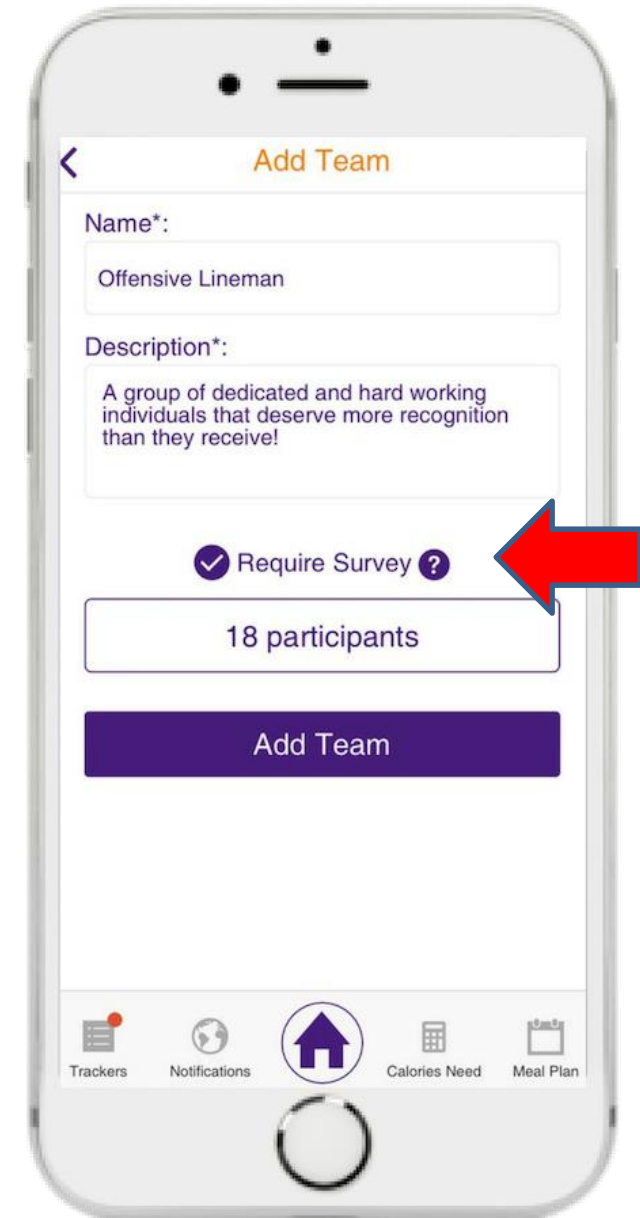 Add Team
Name*:
Offensive Lineman
Description*:
A group of dedicated and hard working
individuals that deserve more recognition
than they receive!
Require Survey ?
18 participants
Add Team
Trackers Notifications Calories Need Meal Plan